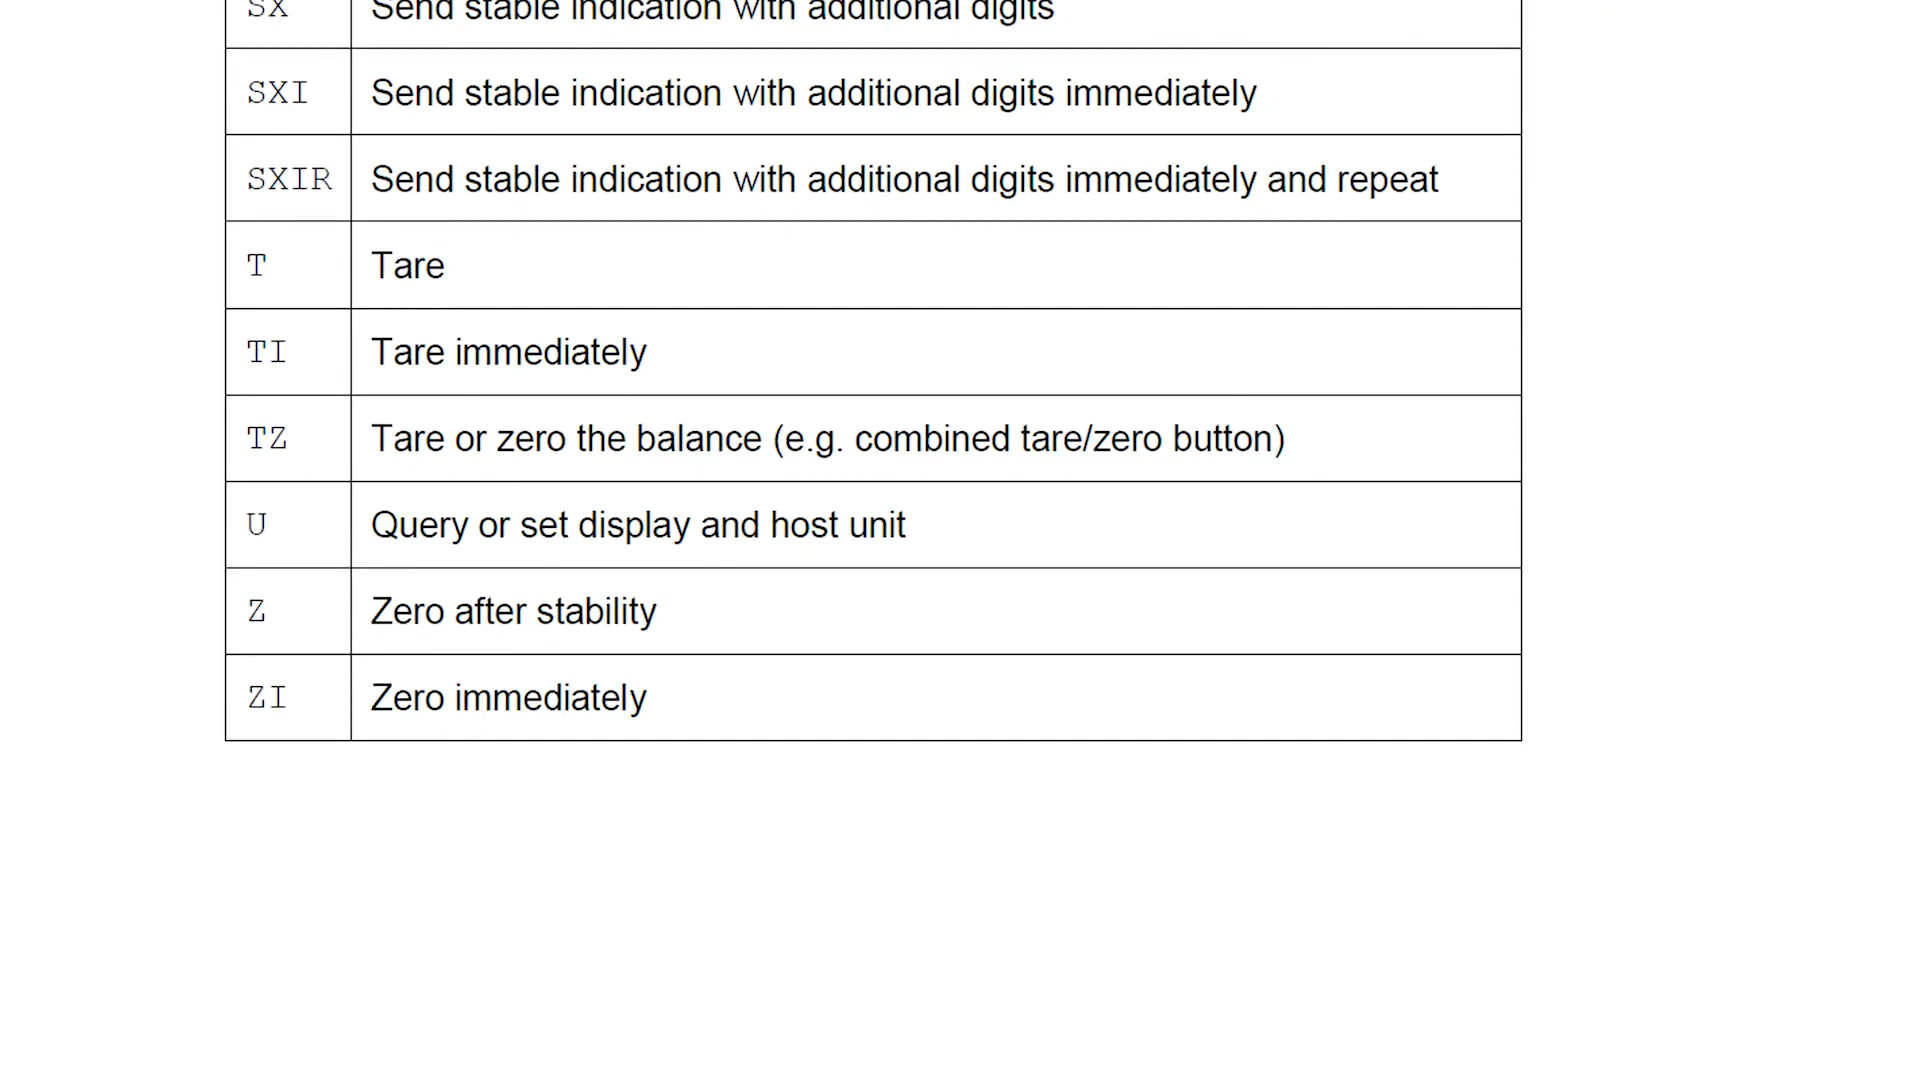 SX Send stable indication with additional digits
SXI Send stable indication with additional digits immediately
SXIR Send stable indication with additional digits immediately and repeat
T Tare
TI Tare immediately
TZ Tare or zero the balance (e.g. combined tare/zero button)
U Query or set display and host unit
Z Zero after stability
ZI Zero immediately